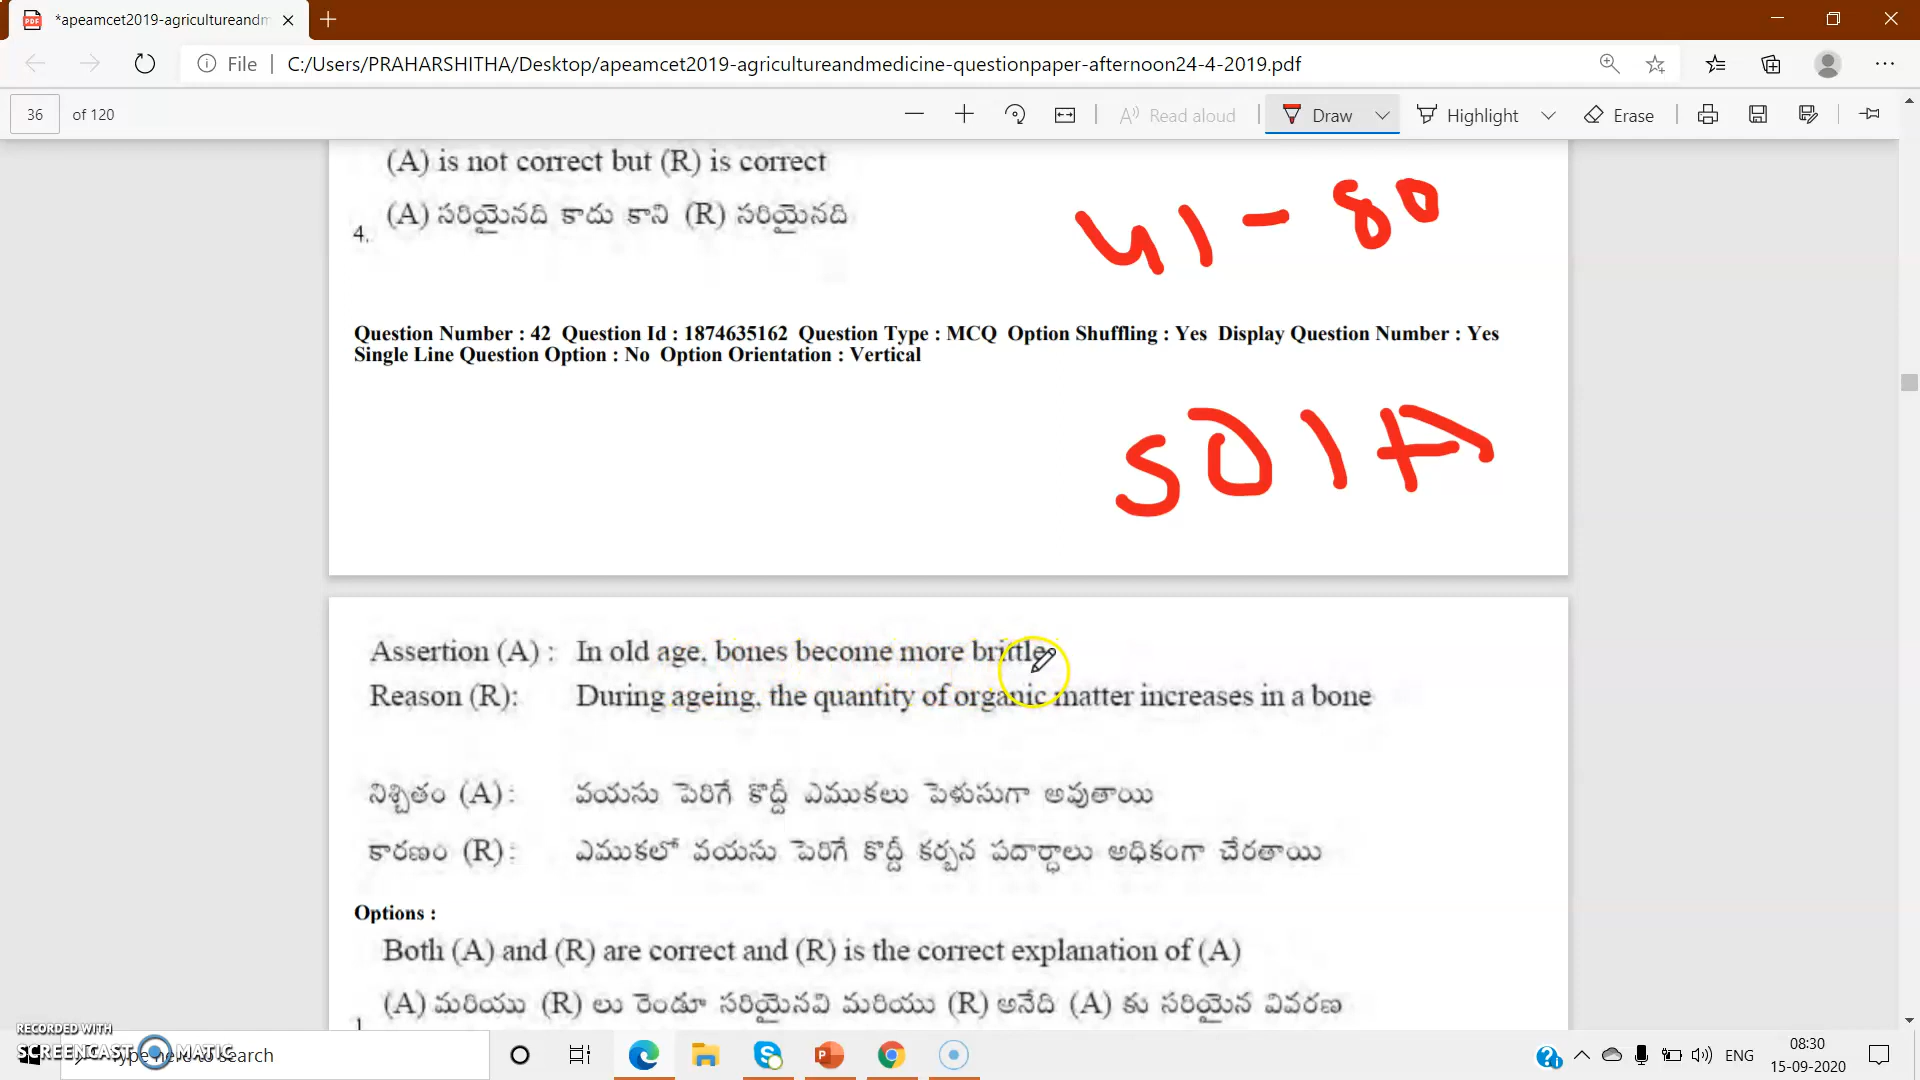 *apeamcet2019-agricultureandm
File
C:/Users/PRAHARSHITHA/Desktop/apeamcet2019-agricultureandmedicine-questionpaper-afternoon24-4-2019.pdf
36 of 120
Read aloud
Draw
Highlight
Erase
(A) is not correct but (R) is correct
(A) సరియైనది కాదు కాని (R) సరియైనది
4.
41-80
Question Number : 42 Question Id : 1874635162 Question Type : MCQ Option Shuffling : Yes Display Question Number : Yes
Single Line Question Option : No Option Orientation : Vertical
Assertion (A) : In old age, bones become more brittle
Reason (R): During ageing, the quantity of organic matter increases in a bone
నిశ్చితం (A): వయసు పెరిగే కొద్దీ ఎముకలు పెళుసుగా అవుతాయి
కారణం (R): ఎముకలో వయసు పెరిగే కొద్దీ కర్బన పదార్ధాలు అధికంగా చేరతాయి
Options :
Both (A) and (R) are correct and (R) is the correct explanation of (A)
(A) మరియు (R) లు రెండూ సరియైనవి మరియు (R) అనేది (A) కు సరియైన వివరణ
1
RECORDED WITH
SCREENCAST MATIC
Type here to search
ENG
08:30
15-09-2020